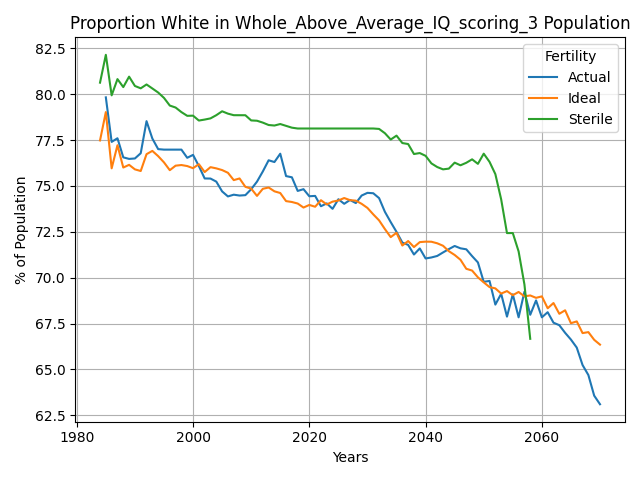 Proportion White in Whole_Above_Average_IQ_scoring_3 Population
82.5
80.0
77.5
75.0
72.5
70.0
67.5
65.0
62.5
% of Population
Fertility
Actual
Ideal
Sterile
1980 2000 2020 2040 2060
Years